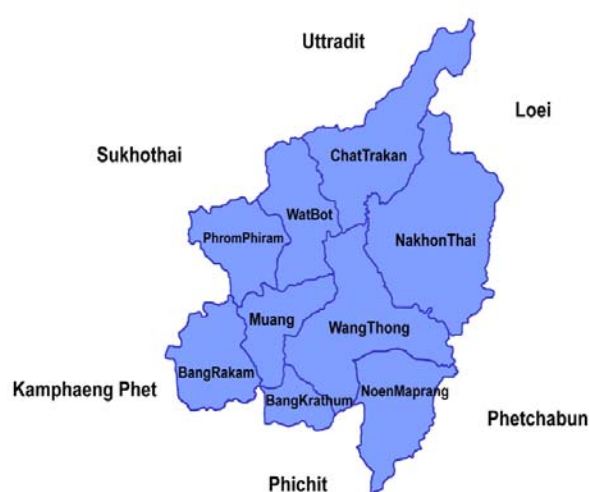 Uttradit
Loei
Sukhothai
ChatTrakan
WatBot
PhromPhiram
NakhonThai
Muang
WangThong
BangRakam
Kamphaeng Phet
BangKrathum
NoenMaprang
Phetchabun
Phichit